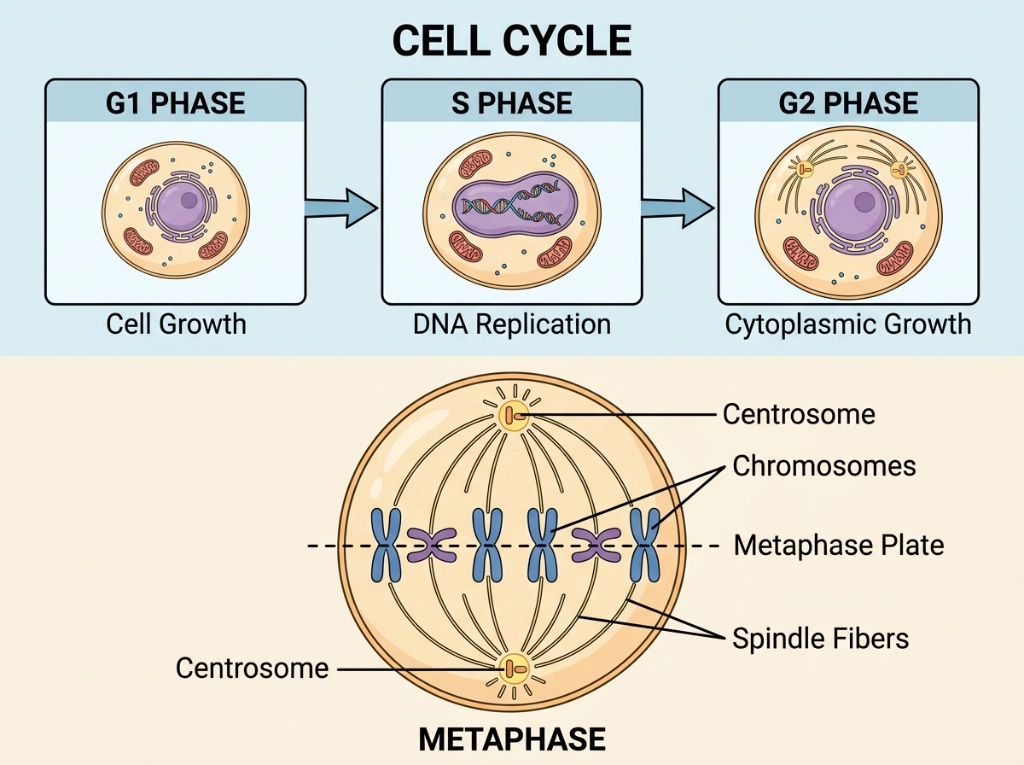 CELL CYCLE
G1 PHASE
S PHASE
G2 PHASE
Cell Growth
DNA Replication
Cytoplasmic Growth
Centrosome
Chromosomes
Metaphase Plate
Spindle Fibers
Centrosome
METAPHASE